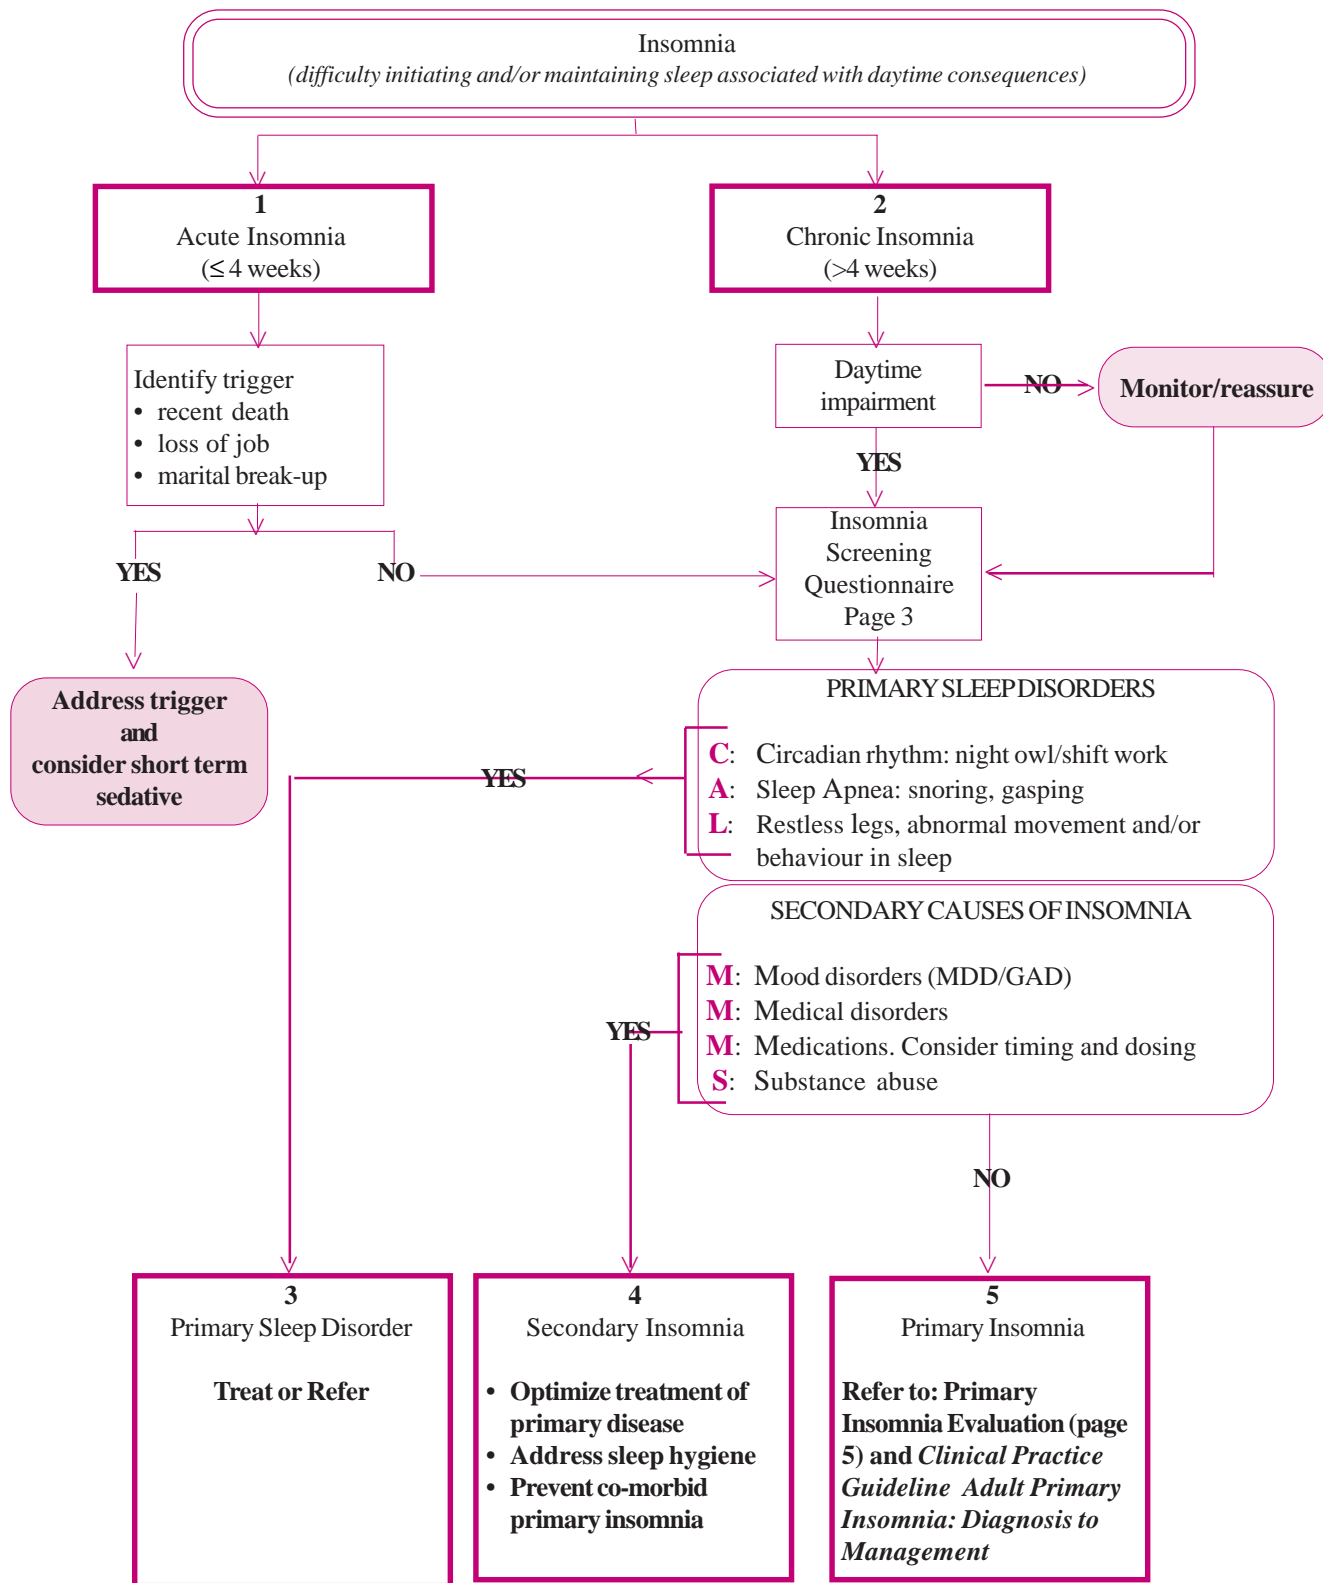 Insomnia
(difficulty initiating and/or maintaining sleep associated with daytime consequences)
1
Acute Insomnia
(≤ 4 weeks)
2
Chronic Insomnia
(>4 weeks)
Identify trigger
• recent death
• loss of job
• marital break-up
Daytime
impairment
NO
Monitor/reassure
YES
YES
NO
Insomnia
Screening
Questionnaire
Page 3
Address trigger
and
consider short term
sedative
PRIMARY SLEEP DISORDERS
C: Circadian rhythm: night owl/shift work
A: Sleep Apnea: snoring, gasping
L: Restless legs, abnormal movement and/or
behaviour in sleep
YES
SECONDARY CAUSES OF INSOMNIA
M: Mood disorders (MDD/GAD)
M: Medical disorders
M: Medications. Consider timing and dosing
S: Substance abuse
YES
NO
3
Primary Sleep Disorder
Treat or Refer
4
Secondary Insomnia
• Optimize treatment of
primary disease
• Address sleep hygiene
• Prevent co-morbid
primary insomnia
5
Primary Insomnia
Refer to: Primary
Insomnia Evaluation (page
5) and Clinical Practice
Guideline Adult Primary
Insomnia: Diagnosis to
Management